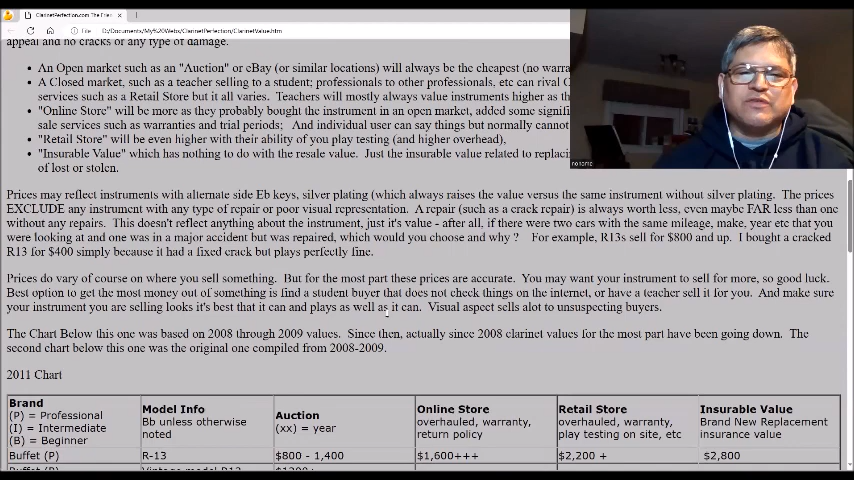 ClarinetPerfection.com The Free
File
D:/Documents/My%20Webs/ClarinetValue.htm
appeal and no cracks or any type of damage.
An Open market such as an "Auction" or eBay (or similar locations) will always be the cheapest (no warra
A Closed market, such as a teacher selling to a student; professionals to other professionals, etc can rival C
services such as a Retail Store but it all varies. Teachers will mostly always value instruments higher as th
"Online Store" will be more as they probably bought the instrument in an open market, added some signifi
sale services such as warranties and trial periods; And individual user can say things but normally cannot
"Retail Store" will be even higher with their ability of you play testing (and higher overhead),
"Insurable Value" which has nothing to do with the resale value. Just the insurable value related to replacin
of lost or stolen.
noname
Prices may reflect instruments with alternate side Eb keys, silver plating (which always raises the value versus the same instrument without silver plating. The prices
EXCLUDE any instrument with any type of repair or poor visual representation. A repair (such as a crack repair) is always worth less, even maybe FAR less than one
without any repairs. This doesn't reflect anything about the instrument, just it's value - after all, if there were two cars with the same mileage, make, year etc that you
were looking at and one was in a major accident but was repaired, which would you choose and why ? For example, R13s sell for $800 and up. I bought a cracked
R13 for $400 simply because it had a fixed crack but plays perfectly fine.
Prices do vary of course on where you sell something. But for the most part these prices are accurate. You may want your instrument to sell for more, so good luck.
Best option to get the most money out of something is find a student buyer that does not check things on the internet, or have a teacher sell it for you. And make sure
your instrument you are selling looks it's best that it can and plays as well as it can. Visual aspect sells alot to unsuspecting buyers.
The Chart Below this one was based on 2008 through 2009 values. Since then, actually since 2008 clarinet values for the most part have been going down. The
second chart below this one was the original one compiled from 2008-2009.
2011 Chart
Brand
(P) = Professional
(I) = Intermediate
(B) = Beginner
Model Info
Bb unless otherwise
noted
Auction
(xx) = year
Online Store
overhauled, warranty,
return policy
Retail Store
overhauled, warranty,
play testing on site, etc
Insurable Value
Brand New Replacement
insurance value
Buffet (P)
R-13
$800 - 1,400
$1,600+++
$2,200 +
$2,800